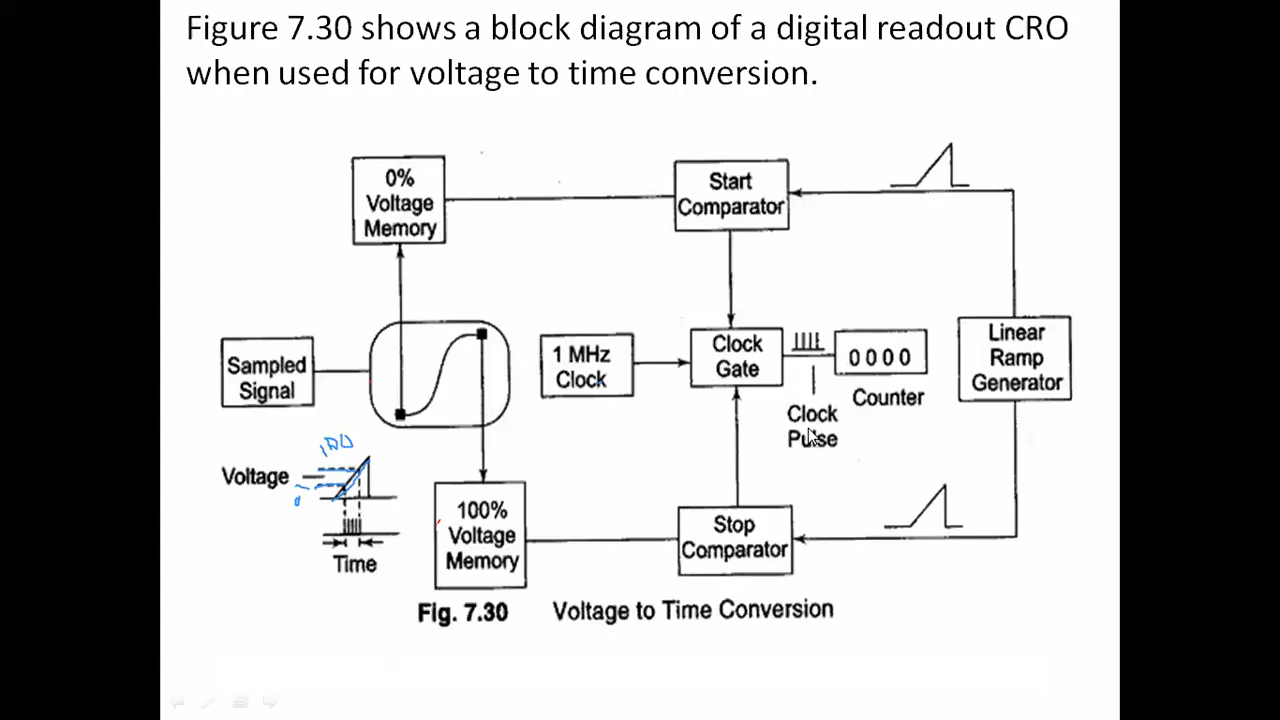 Figure 7.30 shows a block diagram of a digital readout CRO
when used for voltage to time conversion.
0%
Voltage
Memory
Start
Comparator
Sampled
Signal
1 MHz
Clock
Clock
Gate
0000
Counter
Clock
Pulse
Linear
Ramp
Generator
100
Voltage
0
Time
100%
Voltage
Memory
Stop
Comparator
Fig. 7.30 Voltage to Time Conversion